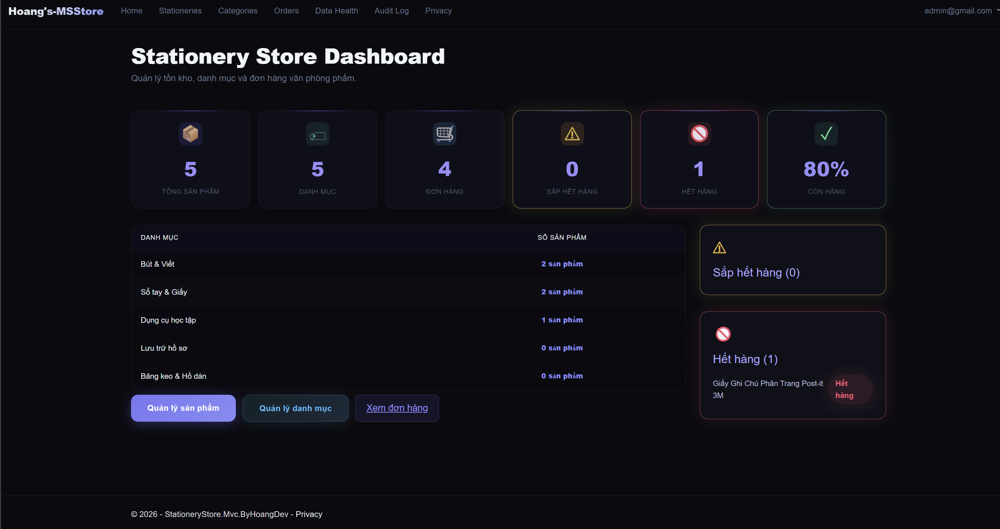 Hoang's-MSStore Home Stationeries Categories Orders Data Health Audit Log Privacy admin@gmail.com
Stationery Store Dashboard
Quản lý tồn kho, danh mục và đơn hàng văn phòng phẩm.
5
TỔNG SẢN PHẨM
5
DANH MỤC
4
ĐƠN HÀNG
0
SẮP HẾT HÀNG
1
HẾT HÀNG
80%
CÒN HÀNG
DANH MỤC SỐ SẢN PHẨM
Bút & Viết 2 sản phẩm
Sổ tay & Giấy 2 sản phẩm
Dụng cụ học tập 1 sản phẩm
Lưu trữ hồ sơ 0 sản phẩm
Băng keo & Hồ dán 0 sản phẩm
Quản lý sản phẩm Quản lý danh mục Xem đơn hàng
Sắp hết hàng (0)
Hết hàng (1)
Giấy Ghi Chú Phân Trang Post-it
3M
Hết
hàng
© 2026 - StationeryStore.Mvc.ByHoangDev - Privacy